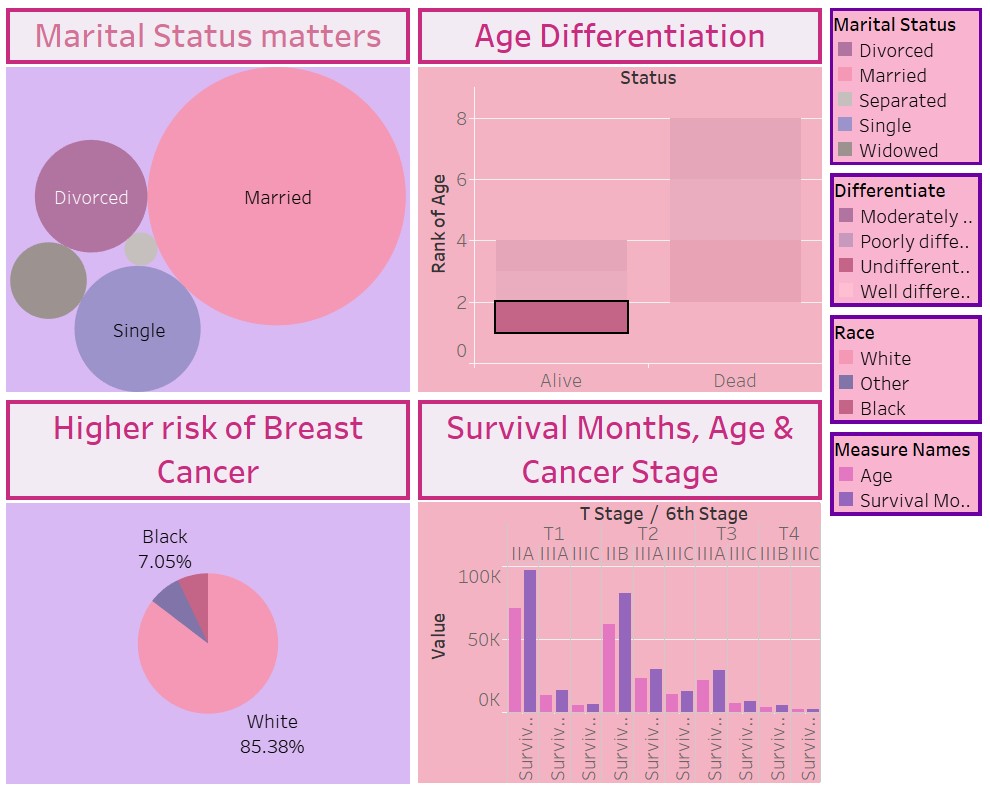 Marital Status matters
Divorced
Married
Single
Age Differentiation
Status
Rank of Age
8
6
4
2
0
Alive
Dead
Higher risk of Breast
Cancer
Black
7.05%
White
85.38%
Survival Months, Age &
Cancer Stage
T Stage / 6th Stage
T1 T2 T3 T4
IIA IIIA IIIC IIB IIIA IIIC IIIA IIIC IIIB IIIC
Value
100K
50K
0K
Surviv.. Surviv.. Surviv.. Surviv.. Surviv.. Surviv.. Surviv.. Surviv.. Surviv.. Surviv..
Marital Status
Divorced
Married
Separated
Single
Widowed
Differentiate
Moderately ..
Poorly diffe..
Undifferent..
Well differe..
Race
White
Other
Black
Measure Names
Age
Survival Mo..